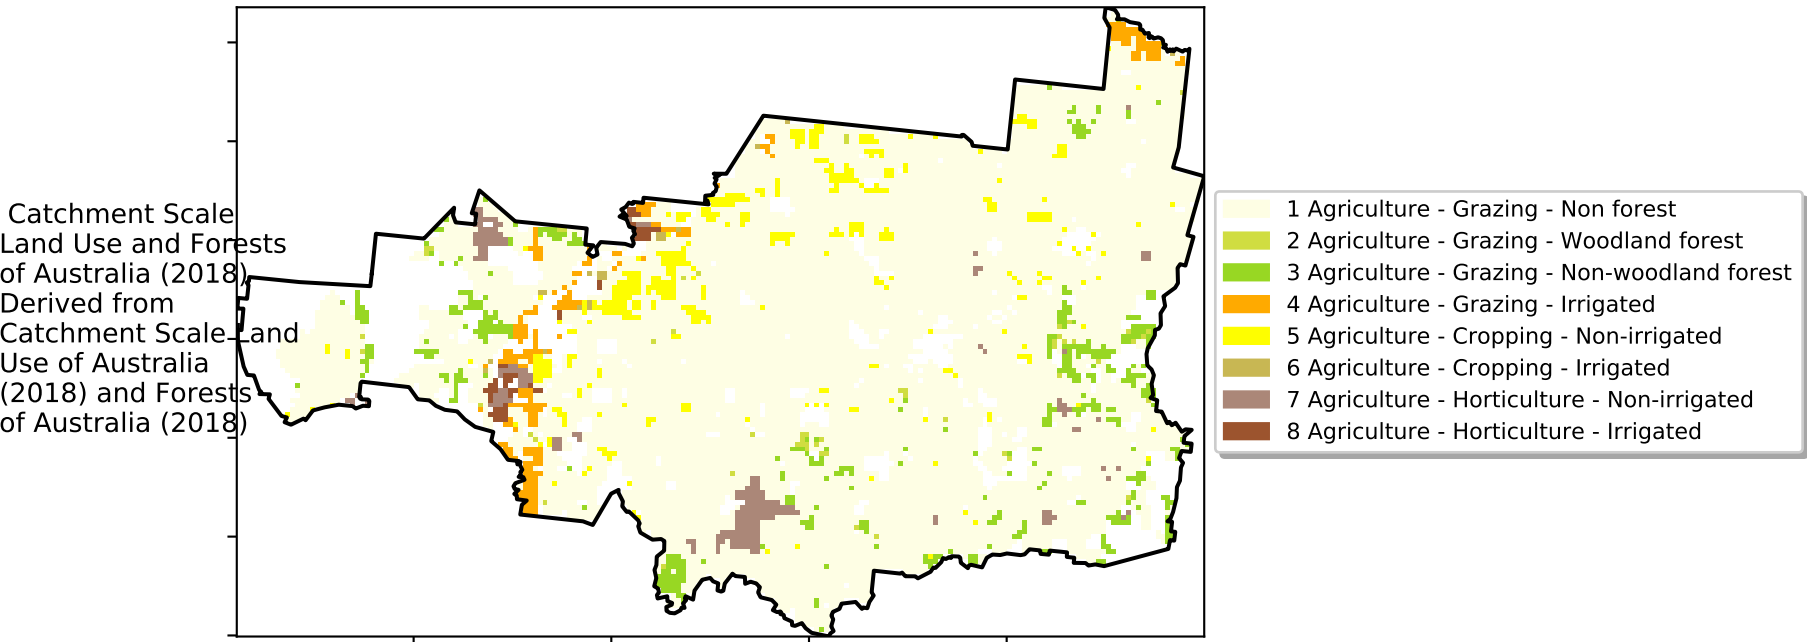 Catchment Scale
Land Use and Forests
of Australia (2018)
Derived from
Catchment Scale Land
Use of Australia
(2018) and Forests
of Australia (2018)
1 Agriculture - Grazing - Non forest
2 Agriculture - Grazing - Woodland forest
3 Agriculture - Grazing - Non-woodland forest
4 Agriculture - Grazing - Irrigated
5 Agriculture - Cropping - Non-irrigated
6 Agriculture - Cropping - Irrigated
7 Agriculture - Horticulture - Non-irrigated
8 Agriculture - Horticulture - Irrigated